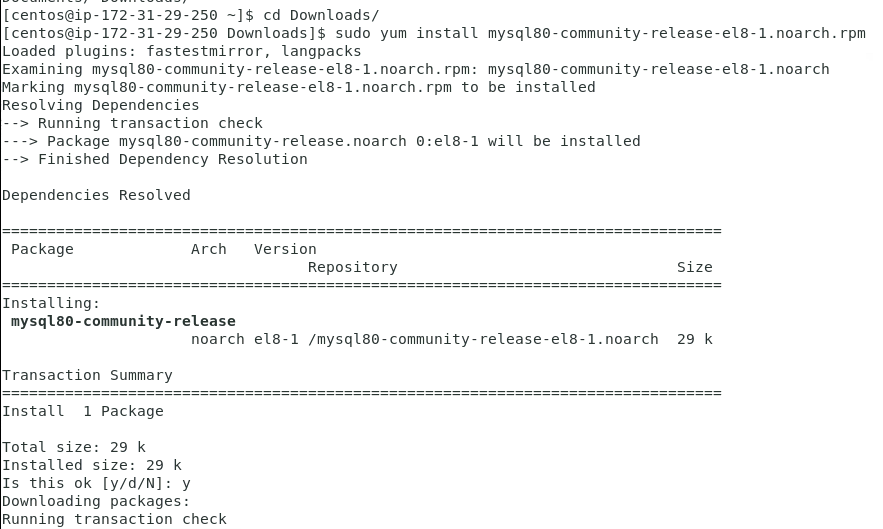 Documents/ Downloads/
[centos@ip-172-31-29-250 ~]$ cd Downloads/
[centos@ip-172-31-29-250 Downloads]$ sudo yum install mysql80-community-release-el8-1.noarch.rpm
Loaded plugins: fastestmirror, langpacks
Examining mysql80-community-release-el8-1.noarch.rpm: mysql80-community-release-el8-1.noarch
Marking mysql80-community-release-el8-1.noarch.rpm to be installed
Resolving Dependencies
--> Running transaction check
---> Package mysql80-community-release.noarch 0:el8-1 will be installed
--> Finished Dependency Resolution

Dependencies Resolved

================================================================================
 Package             Arch   Version
                                  Repository                               Size
================================================================================
Installing:
 mysql80-community-release
                     noarch el8-1 /mysql80-community-release-el8-1.noarch  29 k

Transaction Summary
================================================================================
Install  1 Package

Total size: 29 k
Installed size: 29 k
Is this ok [y/d/N]: y
Downloading packages:
Running transaction check